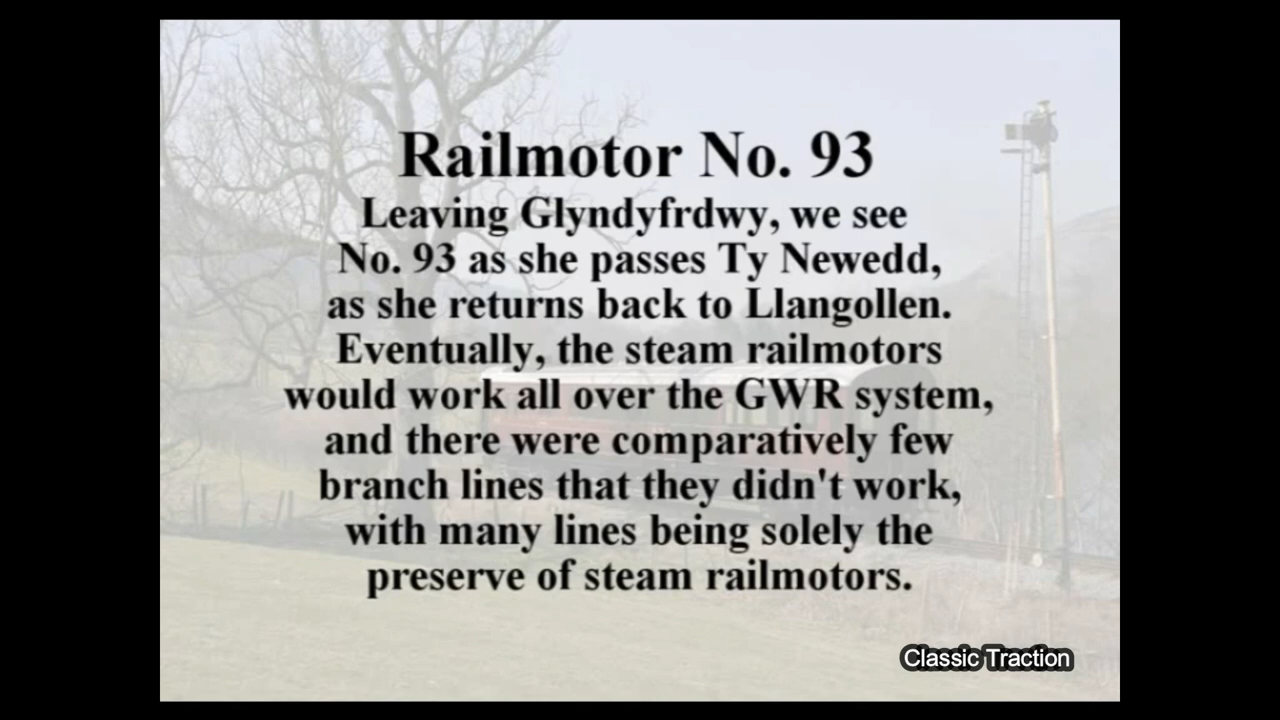 Railmotor No. 93
Leaving Glyndyfrdwy, we see
No. 93 as she passes Ty Newedd,
as she returns back to Llangollen.
Eventually, the steam railmotors
would work all over the GWR system,
and there were comparatively few
branch lines that they didn't work,
with many lines being solely the
preserve of steam railmotors.
Classic Traction